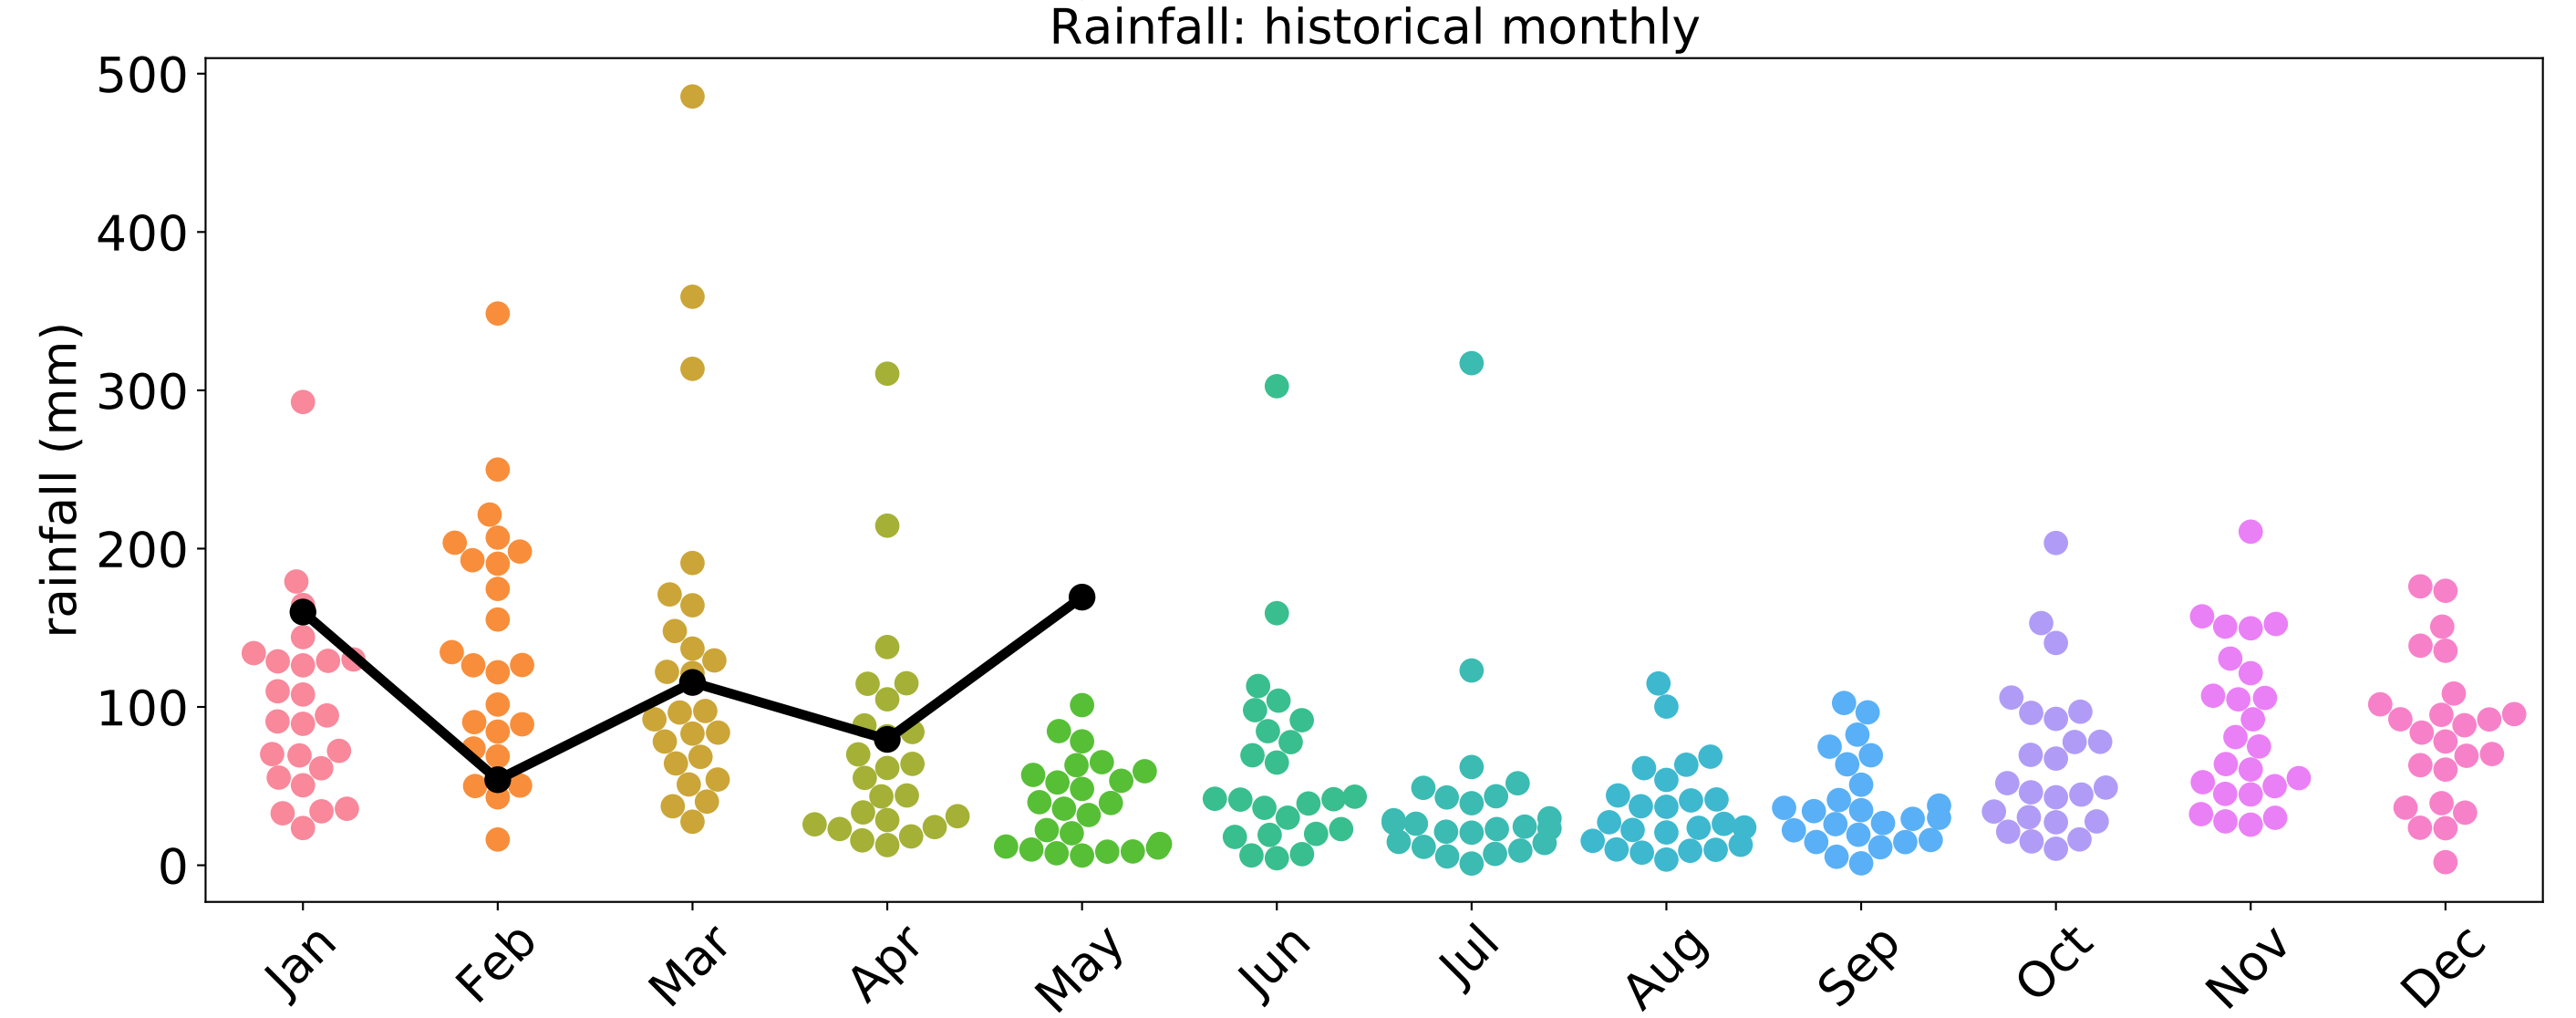 Rainfall: historical monthly
rainfall (mm)
500
400
300
200
100
0
Jan Feb Mar Apr May Jun Jul Aug Sep Oct Nov Dec